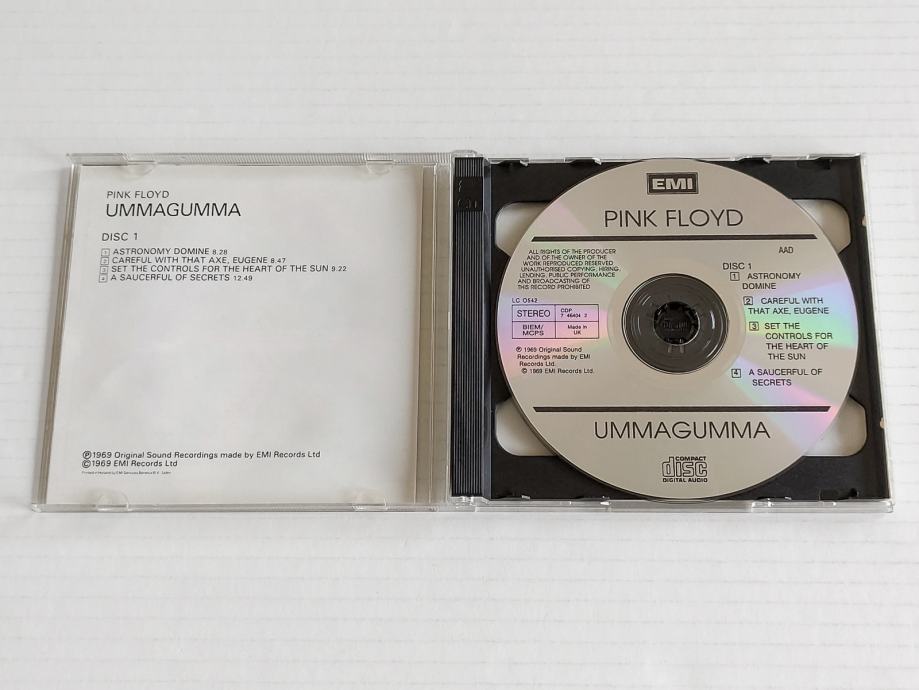 PINK FLOYD
UMMAGUMMA
DISC 1
1 ASTRONOMY DOMINE 8.28
2 CAREFUL WITH THAT AXE, EUGENE 8.47
3 SET THE CONTROLS FOR THE HEART OF THE SUN 9.22
4 A SAUCERFUL OF SECRETS 12.49
℗1969 Original Sound Recordings made by EMI Records Ltd
©1969 EMI Records Ltd
EMI
PINK FLOYD
ALL RIGHTS OF THE PRODUCER
AND OF THE OWNER OF THE
WORK REPRODUCED RESERVED
UNAUTHORISED COPYING, HIRING,
LENDING, PUBLIC PERFORMANCE
AND BROADCASTING OF
THIS RECORD PROHIBITED
LC 0542
STEREO
CDP
7 46404 2
BIEM/
MCPS
Made in
UK
℗ 1969 Original Sound
Recordings made by EMI
Records Ltd.
© 1969 EMI Records Ltd.
AAD
DISC 1
1 ASTRONOMY
DOMINE
2 CAREFUL WITH
THAT AXE, EUGENE
3 SET THE
CONTROLS FOR
THE HEART OF
THE SUN
4 A SAUCERFUL OF
SECRETS
UMMAGUMMA
COMPACT
disc
DIGITAL AUDIO